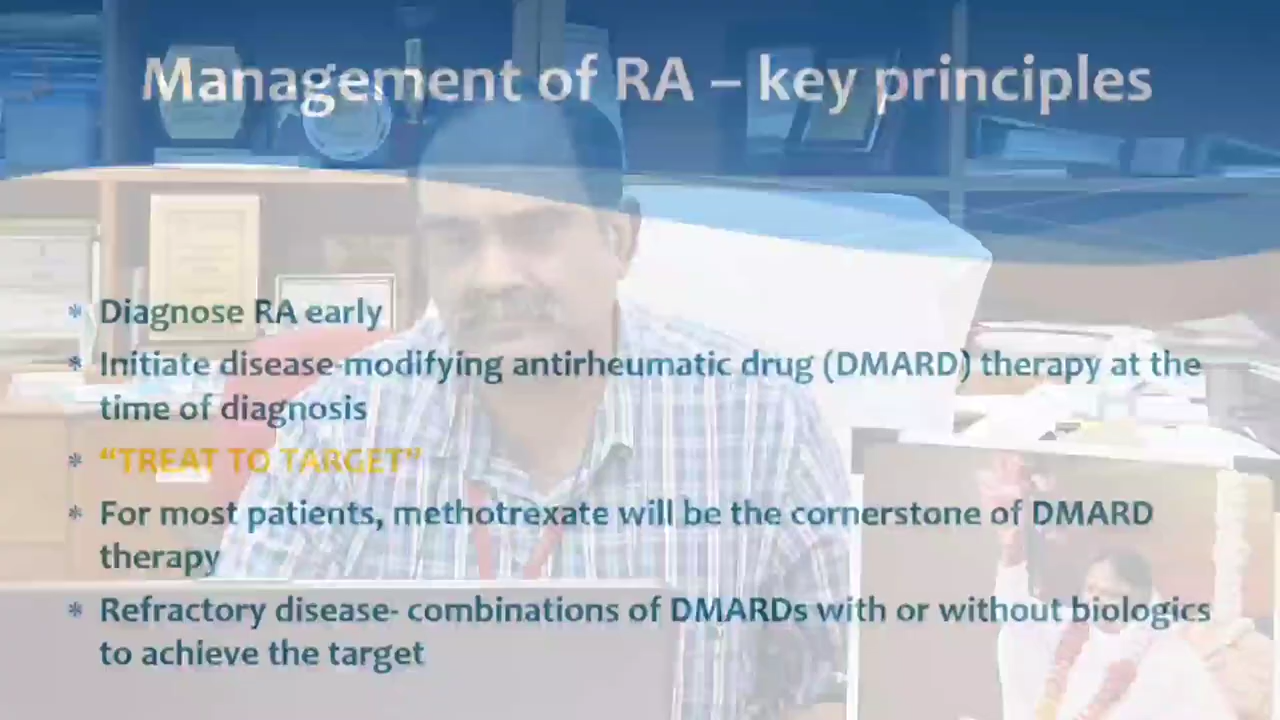 Management of RA – key principles
* Diagnose RA early
* Initiate disease-modifying antirheumatic drug (DMARD) therapy at the
time of diagnosis
* “TREAT TO TARGET”
* For most patients, methotrexate will be the cornerstone of DMARD
therapy
* Refractory disease- combinations of DMARDs with or without biologics
to achieve the target